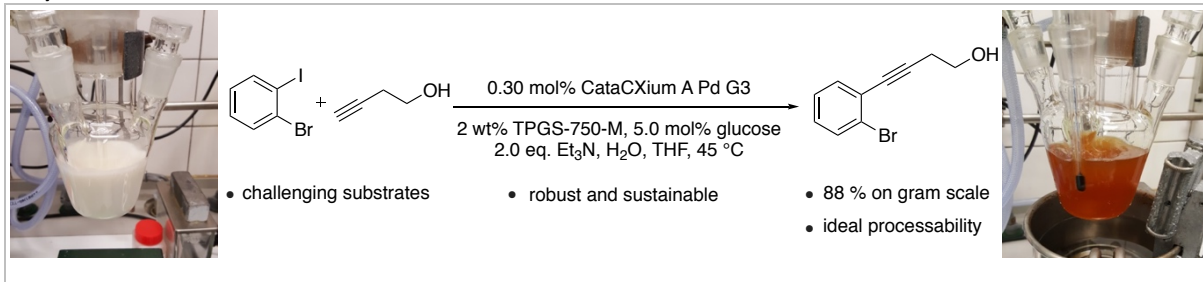 I
Br
+
OH
0.30 mol% CataCXium A Pd G3
2 wt% TPGS-750-M, 5.0 mol% glucose
2.0 eq. Et₃N, H₂O, THF, 45 °C
OH
Br
• challenging substrates
• robust and sustainable
• 88 % on gram scale
• ideal processability